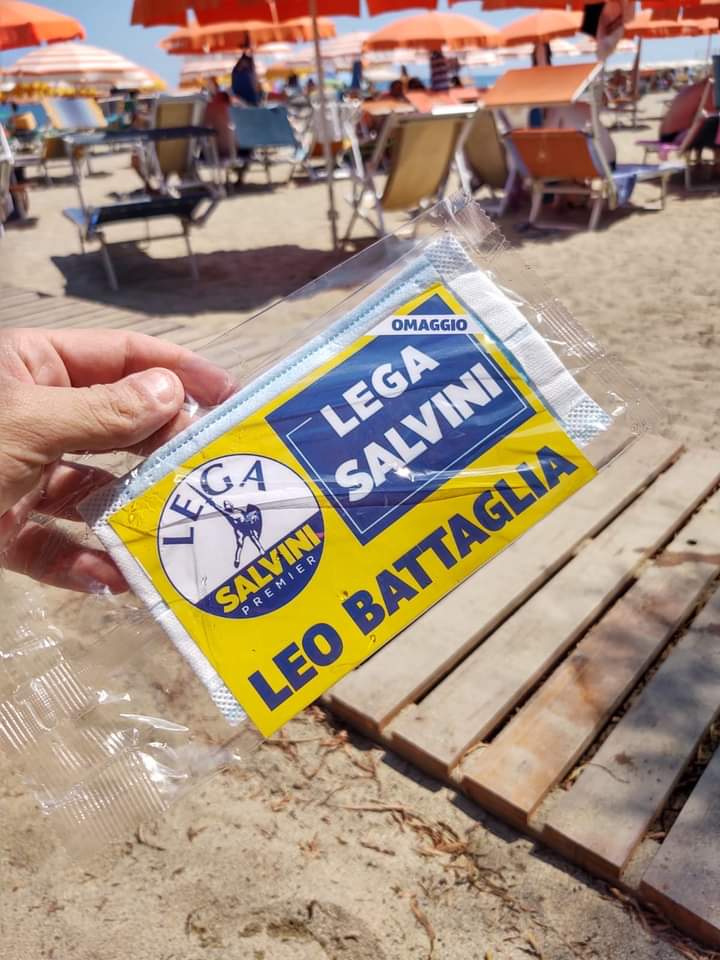 OMAGGIO
LEGA
SALVINI
LEGA
SALVINI
PREMIER
LEO BATTAGLIA